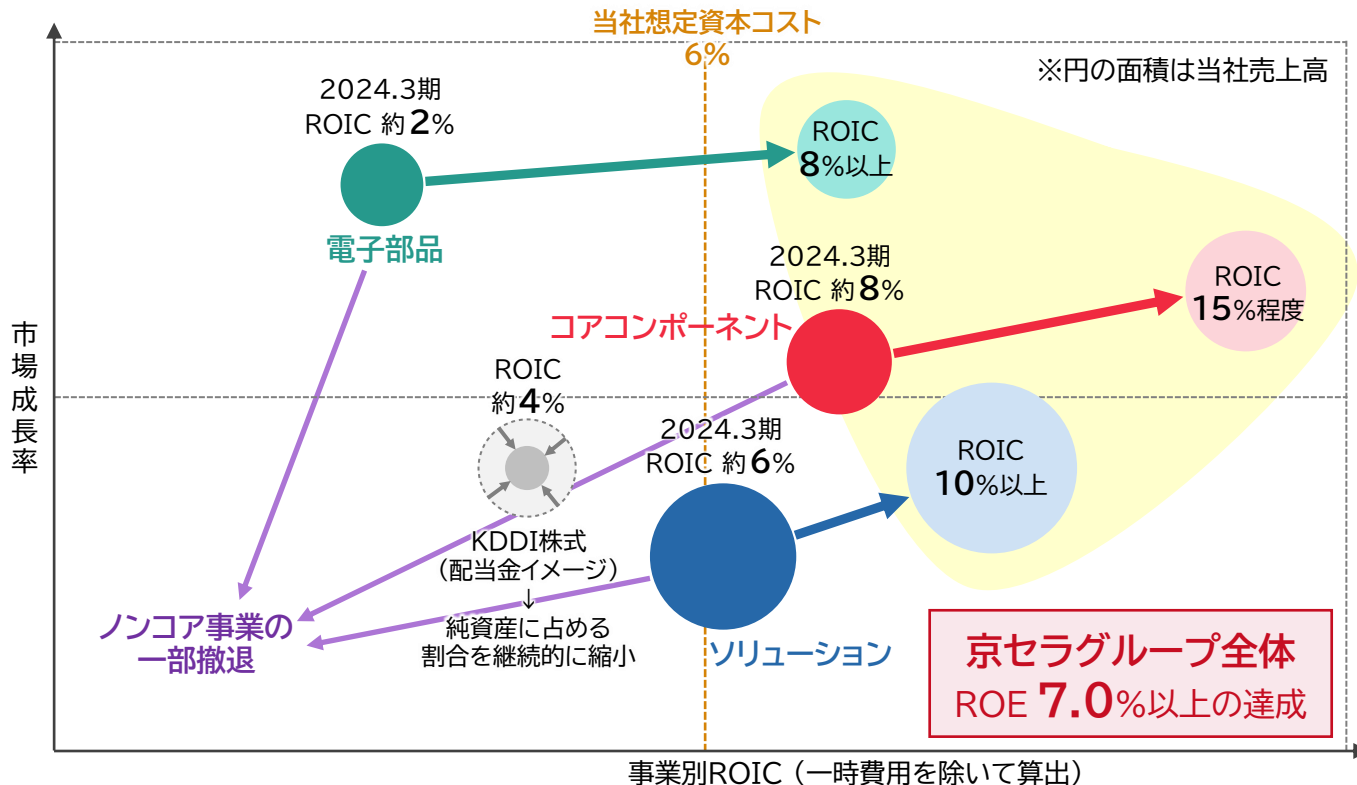 当社想定資本コスト
6%
※円の面積は当社売上高
2024.3期
ROIC 約2%
電子部品
ROIC
8%以上
2024.3期
ROIC 約8%
コアコンポーネント
ROIC
15%程度
市場成長率
ROIC
約4%
KDDI株式
（配当金イメージ）
↓
純資産に占める
割合を継続的に縮小
2024.3期
ROIC 約6%
ソリューション
ROIC
10%以上
ノンコア事業の
一部撤退
京セラグループ全体
ROE 7.0%以上の達成
事業別ROIC（一時費用を除いて算出）